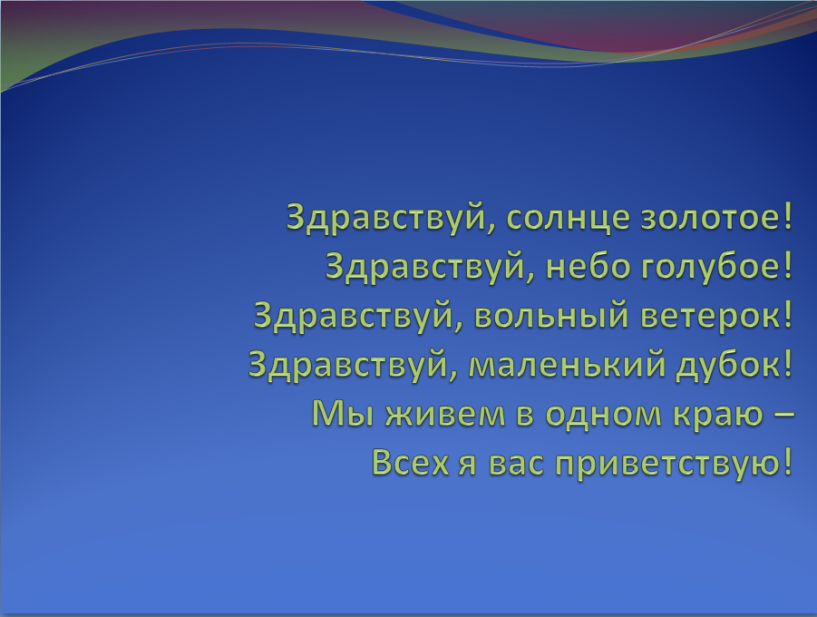 Здравствуй, солнце золотое!
Здравствуй, небо голубое!
Здравствуй, вольный ветерок!
Здравствуй, маленький дубок!
Мы живем в одном краю –
Всех я вас приветствую!